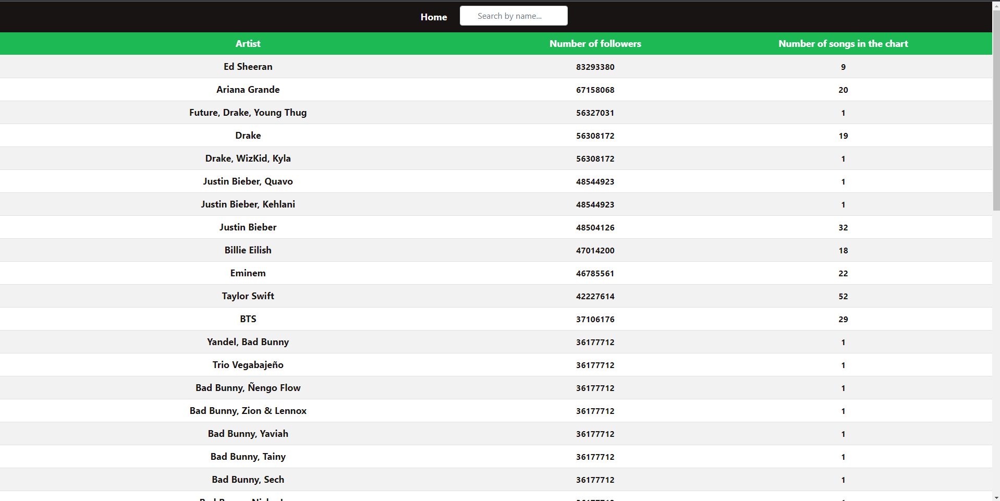 Home Search by name...
Artist Number of followers Number of songs in the chart
Ed Sheeran 83293380 9
Ariana Grande 67158068 20
Future, Drake, Young Thug 56327031 1
Drake 56308172 19
Drake, WizKid, Kyla 56308172 1
Justin Bieber, Quavo 48544923 1
Justin Bieber, Kehlani 48544923 1
Justin Bieber 48504126 32
Billie Eilish 47014200 18
Eminem 46785561 22
Taylor Swift 42227614 52
BTS 37106176 29
Yandel, Bad Bunny 36177712 1
Trio Vegabajeño 36177712 1
Bad Bunny, Ñengo Flow 36177712 1
Bad Bunny, Zion & Lennox 36177712 1
Bad Bunny, Yaviah 36177712 1
Bad Bunny, Tainy 36177712 1
Bad Bunny, Sech 36177712 1